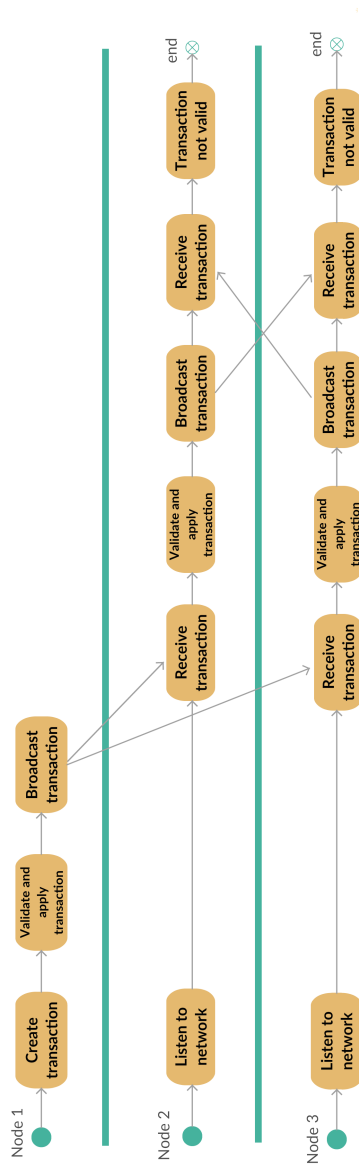 Node 1
Create
transaction
Validate and
apply
transaction
Broadcast
transaction
Node 2
Listen to
network
Receive
transaction
Validate and
apply
transaction
Broadcast
transaction
Receive
transaction
Transaction
not valid
end
Node 3
Listen to
network
Receive
transaction
Validate and
apply
transaction
Broadcast
transaction
Receive
transaction
Transaction
not valid
end